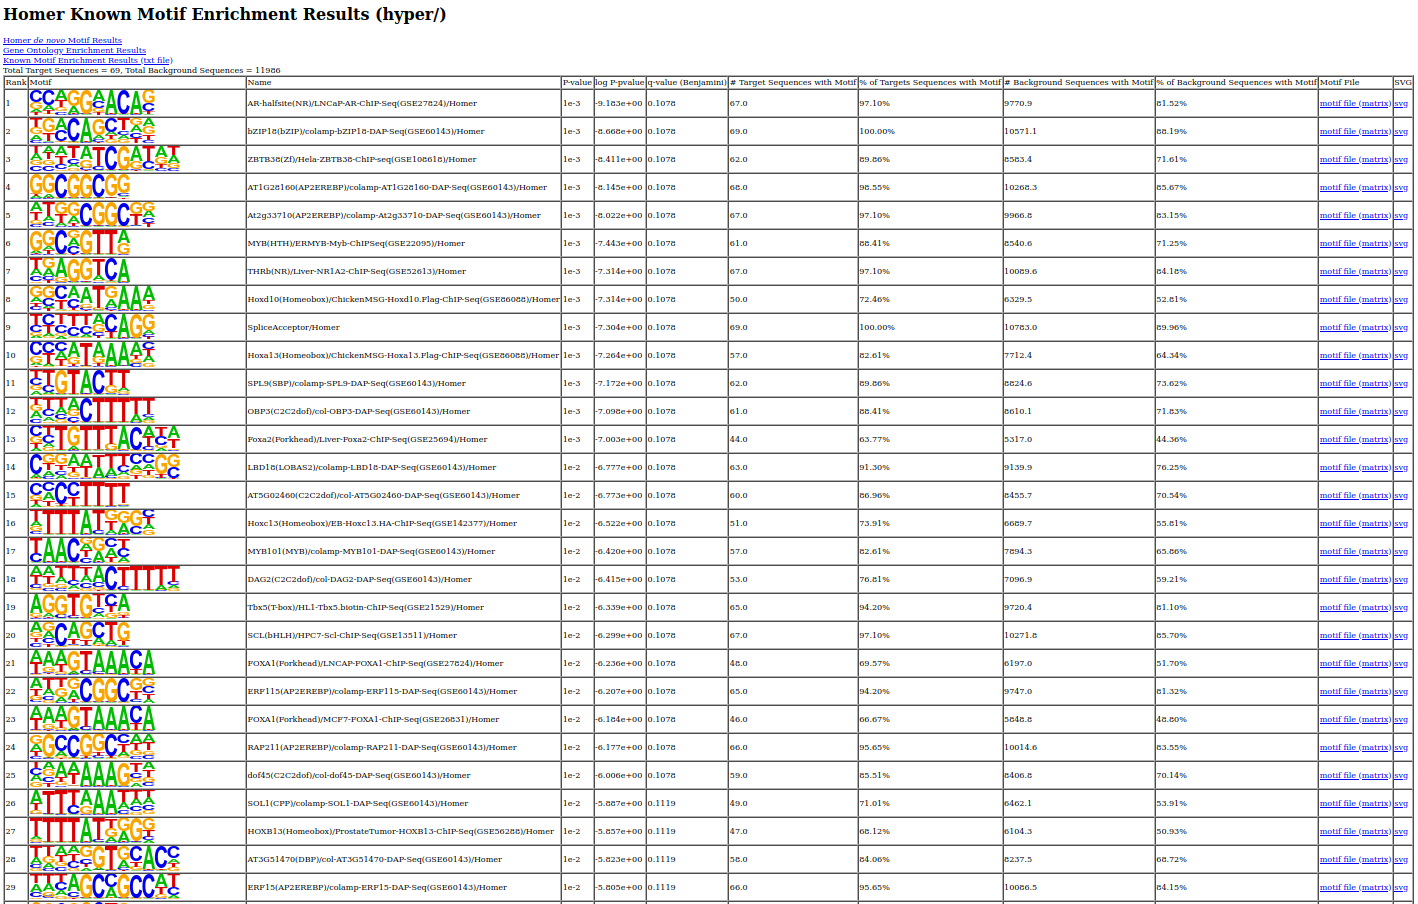 Homer Known Motif Enrichment Results (hyper/)
Homer de novo Motif Results
Gene Ontology Enrichment Results
Known Motif Enrichment Results (txt file)
Total Target Sequences = 69, Total Background Sequences = 11986
Rank Motif Name P-value log P-pvalue q-value (Benjamini) # Target Sequences with Motif % of Targets Sequences with Motif # Background Sequences with Motif % of Background Sequences with Motif Motif File SVG
1 AR-halfsite(NR)/LNCaP-AR-ChIP-Seq(GSE27824)/Homer 1e-3 -9.183e+00 0.1078 67.0 97.10% 9770.9 81.52% motif file (matrix) svg
2 bZIP18(bZIP)/colamp-bZIP18-DAP-Seq(GSE60143)/Homer 1e-3 -8.668e+00 0.1078 69.0 100.00% 10571.1 88.19% motif file (matrix) svg
3 ZBTB38(Zf)/Hela-ZBTB38-ChIP-seq(GSE108618)/Homer 1e-3 -8.411e+00 0.1078 62.0 89.86% 8583.4 71.61% motif file (matrix) svg
4 AT1G28160(AP2EREBP)/colamp-AT1G28160-DAP-Seq(GSE60143)/Homer 1e-3 -8.145e+00 0.1078 68.0 98.55% 10268.3 85.67% motif file (matrix) svg
5 At2g33710(AP2EREBP)/colamp-At2g33710-DAP-Seq(GSE60143)/Homer 1e-3 -8.022e+00 0.1078 67.0 97.10% 9966.8 83.15% motif file (matrix) svg
6 MYB(HTH)/ERMYB-Myb-ChIPSeq(GSE22095)/Homer 1e-3 -7.443e+00 0.1078 61.0 88.41% 8540.6 71.25% motif file (matrix) svg
7 THRb(NR)/Liver-NR1A2-ChIP-Seq(GSE52613)/Homer 1e-3 -7.314e+00 0.1078 67.0 97.10% 10089.6 84.18% motif file (matrix) svg
8 Hoxd10(Homeobox)/ChickenMSG-Hoxd10.Flag-ChIP-Seq(GSE86088)/Homer 1e-3 -7.314e+00 0.1078 50.0 72.46% 6329.5 52.81% motif file (matrix) svg
9 SpliceAcceptor/Homer 1e-3 -7.304e+00 0.1078 69.0 100.00% 10783.0 89.96% motif file (matrix) svg
10 Hoxa13(Homeobox)/ChickenMSG-Hoxa13.Flag-ChIP-Seq(GSE86088)/Homer 1e-3 -7.264e+00 0.1078 57.0 82.61% 7712.4 64.34% motif file (matrix) svg
11 SPL9(SBP)/colamp-SPL9-DAP-Seq(GSE60143)/Homer 1e-3 -7.172e+00 0.1078 62.0 89.86% 8824.6 73.62% motif file (matrix) svg
12 OBP3(C2C2dof)/col-OBP3-DAP-Seq(GSE60143)/Homer 1e-3 -7.098e+00 0.1078 61.0 88.41% 8610.1 71.83% motif file (matrix) svg
13 Foxa2(Forkhead)/Liver-Foxa2-ChIP-Seq(GSE25694)/Homer 1e-3 -7.003e+00 0.1078 44.0 63.77% 5317.0 44.36% motif file (matrix) svg
14 LBD18(LOBAS2)/colamp-LBD18-DAP-Seq(GSE60143)/Homer 1e-2 -6.777e+00 0.1078 63.0 91.30% 9139.9 76.25% motif file (matrix) svg
15 AT5G02460(C2C2dof)/col-AT5G02460-DAP-Seq(GSE60143)/Homer 1e-2 -6.773e+00 0.1078 60.0 86.96% 8455.7 70.54% motif file (matrix) svg
16 Hoxc13(Homeobox)/EB-Hoxc13.HA-ChIP-Seq(GSE142377)/Homer 1e-2 -6.522e+00 0.1078 51.0 73.91% 6689.7 55.81% motif file (matrix) svg
17 MYB101(MYB)/colamp-MYB101-DAP-Seq(GSE60143)/Homer 1e-2 -6.420e+00 0.1078 57.0 82.61% 7894.3 65.86% motif file (matrix) svg
18 DAG2(C2C2dof)/col-DAG2-DAP-Seq(GSE60143)/Homer 1e-2 -6.415e+00 0.1078 53.0 76.81% 7096.9 59.21% motif file (matrix) svg
19 Tbx5(T-box)/HL1-Tbx5.biotin-ChIP-Seq(GSE21529)/Homer 1e-2 -6.339e+00 0.1078 65.0 94.20% 9720.4 81.10% motif file (matrix) svg
20 SCL(bHLH)/HPC7-Scl-ChIP-Seq(GSE13511)/Homer 1e-2 -6.299e+00 0.1078 67.0 97.10% 10271.8 85.70% motif file (matrix) svg
21 FOXA1(Forkhead)/LNCAP-FOXA1-ChIP-Seq(GSE27824)/Homer 1e-2 -6.236e+00 0.1078 48.0 69.57% 6197.0 51.70% motif file (matrix) svg
22 ERF115(AP2EREBP)/colamp-ERF115-DAP-Seq(GSE60143)/Homer 1e-2 -6.207e+00 0.1078 65.0 94.20% 9747.0 81.32% motif file (matrix) svg
23 FOXA1(Forkhead)/MCF7-FOXA1-ChIP-Seq(GSE26831)/Homer 1e-2 -6.184e+00 0.1078 46.0 66.67% 5848.8 48.80% motif file (matrix) svg
24 RAP211(AP2EREBP)/colamp-RAP211-DAP-Seq(GSE60143)/Homer 1e-2 -6.177e+00 0.1078 66.0 95.65% 10014.6 83.55% motif file (matrix) svg
25 dof45(C2C2dof)/col-dof45-DAP-Seq(GSE60143)/Homer 1e-2 -6.006e+00 0.1078 59.0 85.51% 8406.8 70.14% motif file (matrix) svg
26 SOL1(CPP)/colamp-SOL1-DAP-Seq(GSE60143)/Homer 1e-2 -5.887e+00 0.1119 49.0 71.01% 6462.1 53.91% motif file (matrix) svg
27 HOXB13(Homeobox)/ProstateTumor-HOXB13-ChIP-Seq(GSE56288)/Homer 1e-2 -5.857e+00 0.1119 47.0 68.12% 6104.3 50.93% motif file (matrix) svg
28 AT3G51470(DBP)/col-AT3G51470-DAP-Seq(GSE60143)/Homer 1e-2 -5.823e+00 0.1119 58.0 84.06% 8237.5 68.72% motif file (matrix) svg
29 ERF15(AP2EREBP)/colamp-ERF15-DAP-Seq(GSE60143)/Homer 1e-2 -5.805e+00 0.1119 66.0 95.65% 10086.5 84.15% motif file (matrix) svg